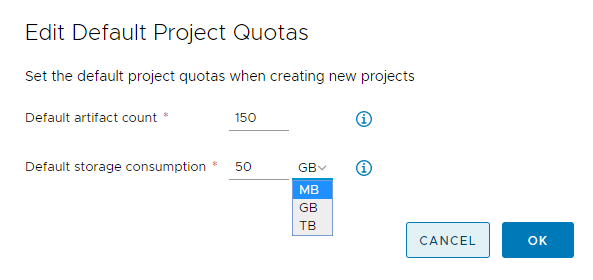 Edit Default Project Quotas
Set the default project quotas when creating new projects
Default artifact count * 150
Default storage consumption * 50 GB
MB
GB
TB
CANCEL OK